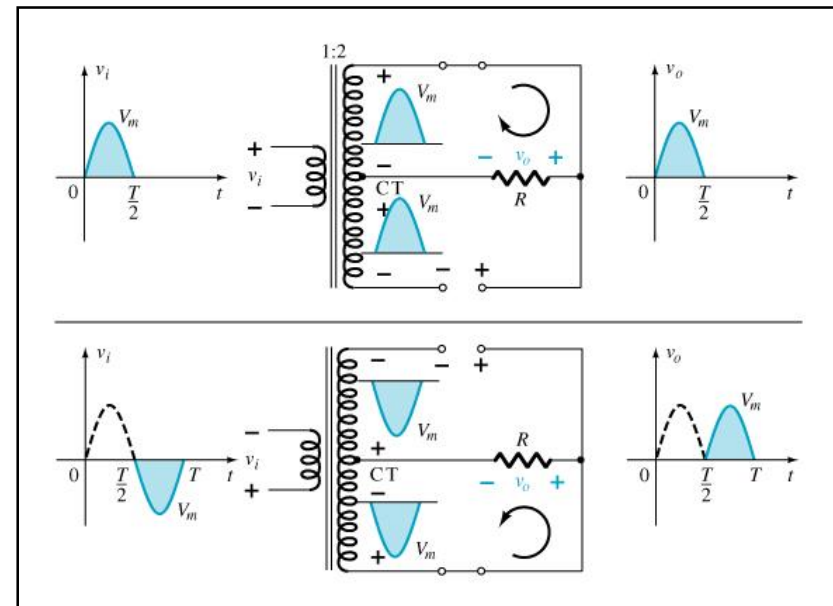 1:2
v_i
V_m
0
T/2
t
+
v_i
−
+
V_m
−
CT
+
V_m
−
− v_o +
R
− +
v_o
V_m
0
T/2
t
v_i
0
T/2
T
t
V_m
−
v_i
+
−
V_m
+
CT
−
V_m
+
− +
R
− v_o +
v_o
V_m
0
T/2
T
t